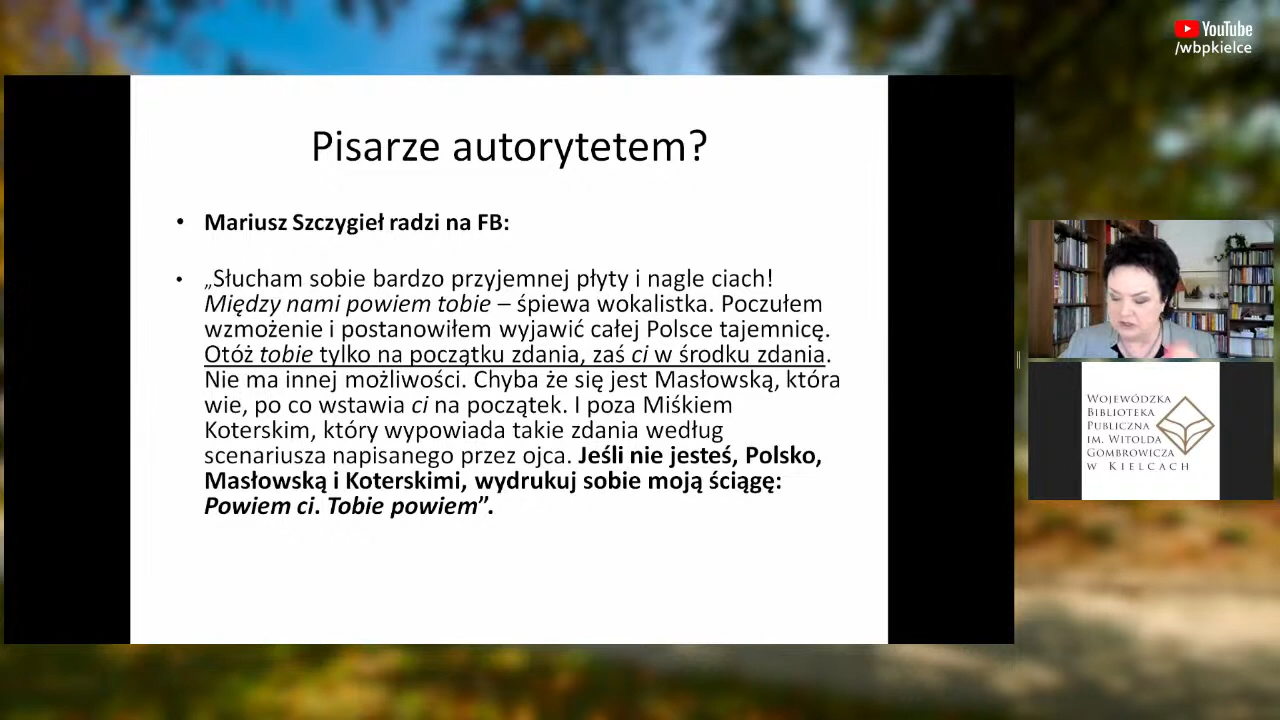 YouTube
/wbpkielce
Pisarze autorytetem?
• Mariusz Szczygieł radzi na FB:
• „Słucham sobie bardzo przyjemnej płyty i nagle ciach!
Między nami powiem tobie – śpiewa wokalistka. Poczułem
wzmożenie i postanowiłem wyjawić całej Polsce tajemnicę.
Otóż tobie tylko na początku zdania, zaś ci w środku zdania.
Nie ma innej możliwości. Chyba że się jest Masłowską, która
wie, po co wstawia ci na początek. I poza Miśkiem
Koterskim, który wypowiada takie zdania według
scenariusza napisanego przez ojca. Jeśli nie jesteś, Polsko,
Masłowską i Koterskimi, wydrukuj sobie moją ściągę:
Powiem ci. Tobie powiem”.
Wojewódzka
Biblioteka
Publiczna
im. Witolda
Gombrowicza
w Kielcach